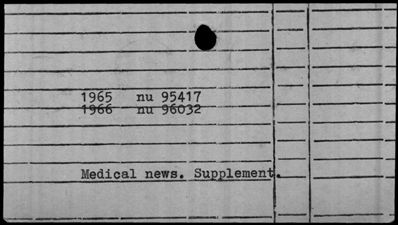 1965 nu 95417
1966 nu 96032
Medical news. Supplement.